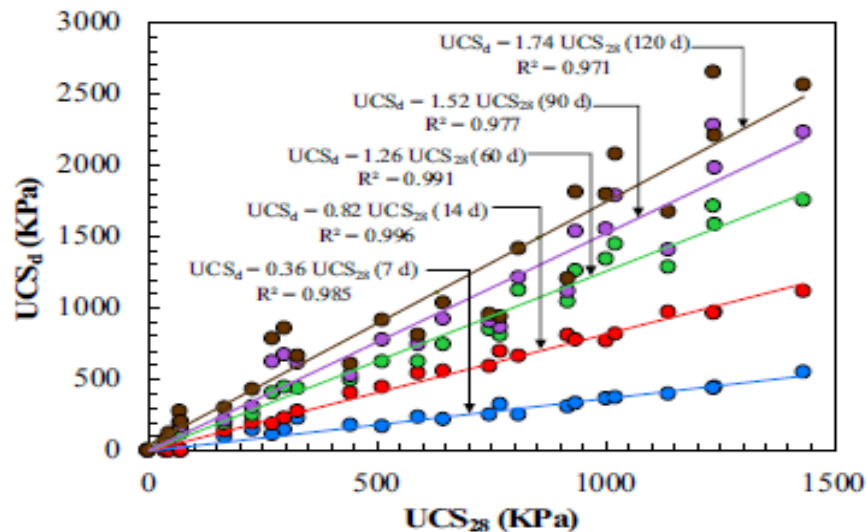 3000
2500
2000
1500
1000
500
0
UCS_d (KPa)
UCS_d = 1.74 UCS_28 (120 d)
R² = 0.971
UCS_d = 1.52 UCS_28 (90 d)
R² = 0.977
UCS_d = 1.26 UCS_28 (60 d)
R² = 0.991
UCS_d = 0.82 UCS_28 (14 d)
R² = 0.996
UCS_d = 0.36 UCS_28 (7 d)
R² = 0.985
0 500 1000 1500
UCS_28 (KPa)